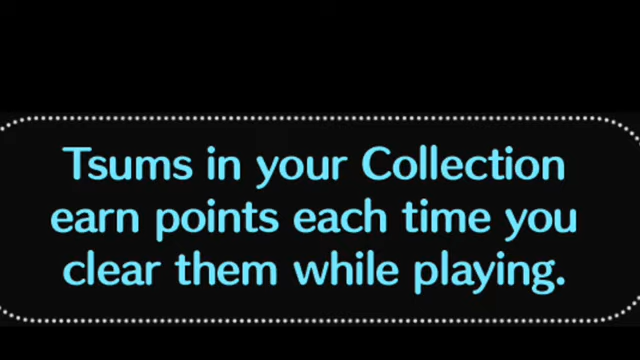 Tsums in your Collection
earn points each time you
clear them while playing.